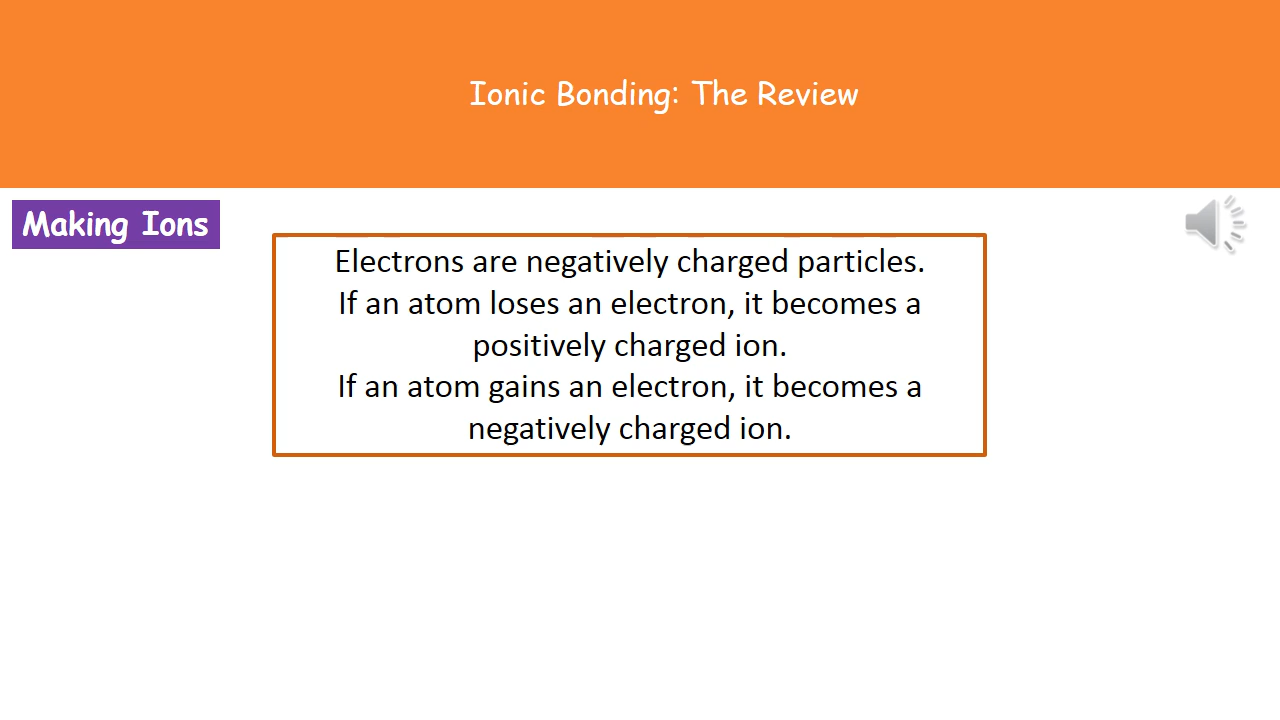 Ionic Bonding: The Review
Making Ions
Electrons are negatively charged particles.
If an atom loses an electron, it becomes a
positively charged ion.
If an atom gains an electron, it becomes a
negatively charged ion.